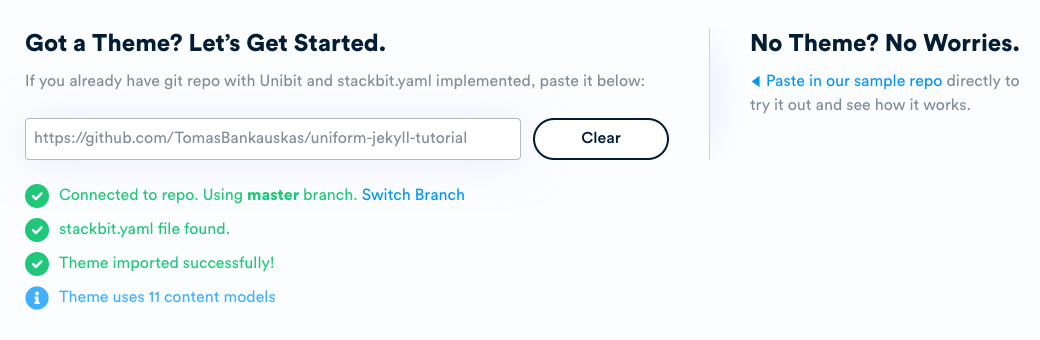 Got a Theme? Let's Get Started.
If you already have git repo with Unibit and stackbit.yaml implemented, paste it below:
https://github.com/TomasBankauskas/uniform-jekyll-tutorial
Clear
Connected to repo. Using master branch. Switch Branch
stackbit.yaml file found.
Theme imported successfully!
Theme uses 11 content models
No Theme? No Worries.
Paste in our sample repo directly to
try it out and see how it works.